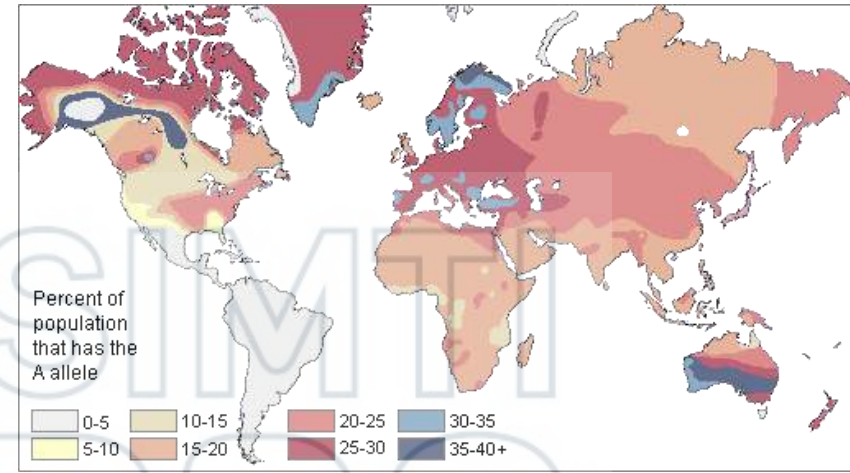 SIMTI
Percent of
population
that has the
A allele
0-5
10-15
20-25
30-35
5-10
15-20
25-30
35-40+